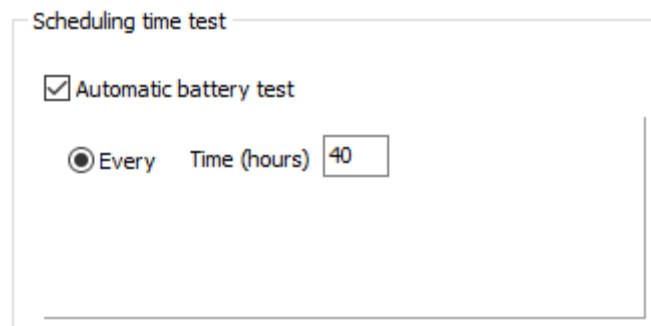 Scheduling time test
Automatic battery test
Every Time (hours) 40